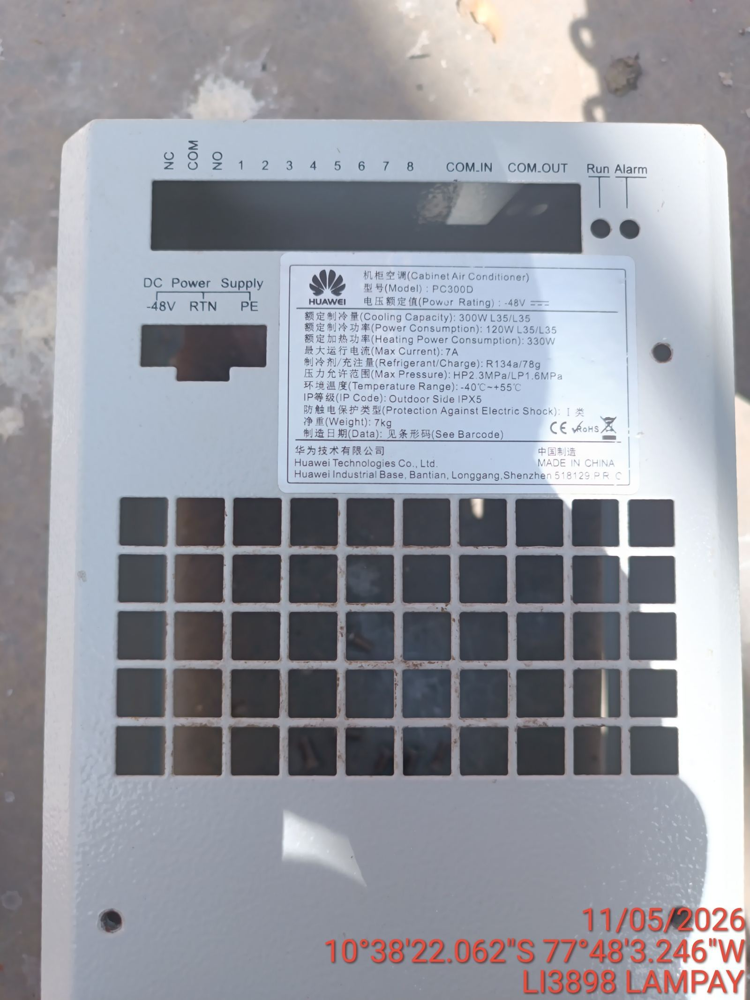 NC COM NO 1 2 3 4 5 6 7 8 COM_IN COM_OUT Run Alarm
DC Power Supply
-48V RTN PE
HUAWEI
机柜空调(Cabinet Air Conditioner)
型号(Model) : PC300D
电压额定值(Power Rating) : -48V
额定制冷量(Cooling Capacity): 300W L35/L35
额定制冷功率(Power Consumption): 120W L35/L35
额定加热功率(Heating Power Consumption): 330W
最大运行电流(Max Current): 7A
制冷剂/充注量(Refrigerant/Charge): R134a/78g
压力允许范围(Max Pressure): HP2.3MPa/LP1.6MPa
环境温度(Temperature Range): -40℃~+55℃
IP等级(IP Code): Outdoor Side IPX5
防触电保护类型(Protection Against Electric Shock): I 类
净重(Weight): 7kg
制造日期(Data): 见条形码(See Barcode)
CE RoHS
华为技术有限公司
中国制造
Huawei Technologies Co., Ltd.
MADE IN CHINA
Huawei Industrial Base, Bantian, Longgang,Shenzhen 518129.P R C
11/05/2026
10°38'22.062"S 77°48'3.246"W
LI3898 LAMPAY